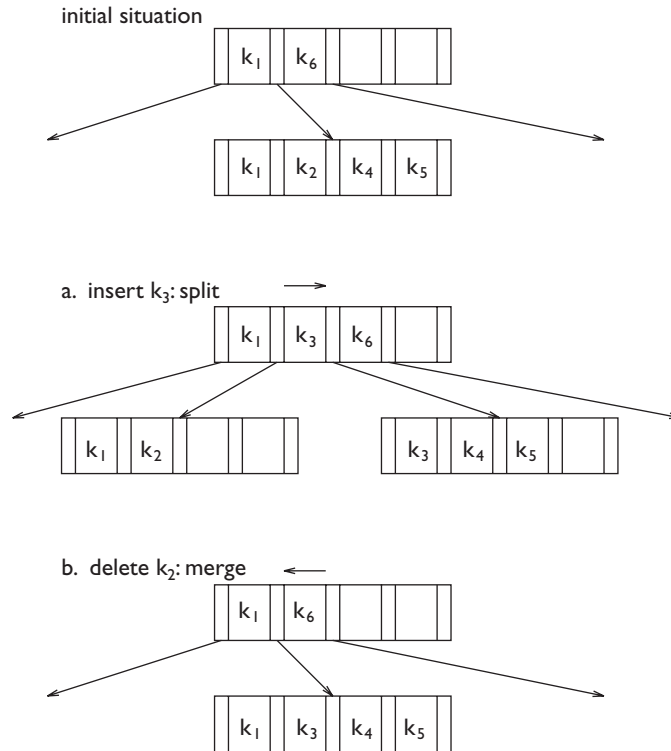 initial situation
k₁ k₆
k₁ k₂ k₄ k₅
a. insert k₃: split
k₁ k₃ k₆
k₁ k₂
k₃ k₄ k₅
b. delete k₂: merge
k₁ k₆
k₁ k₃ k₄ k₅